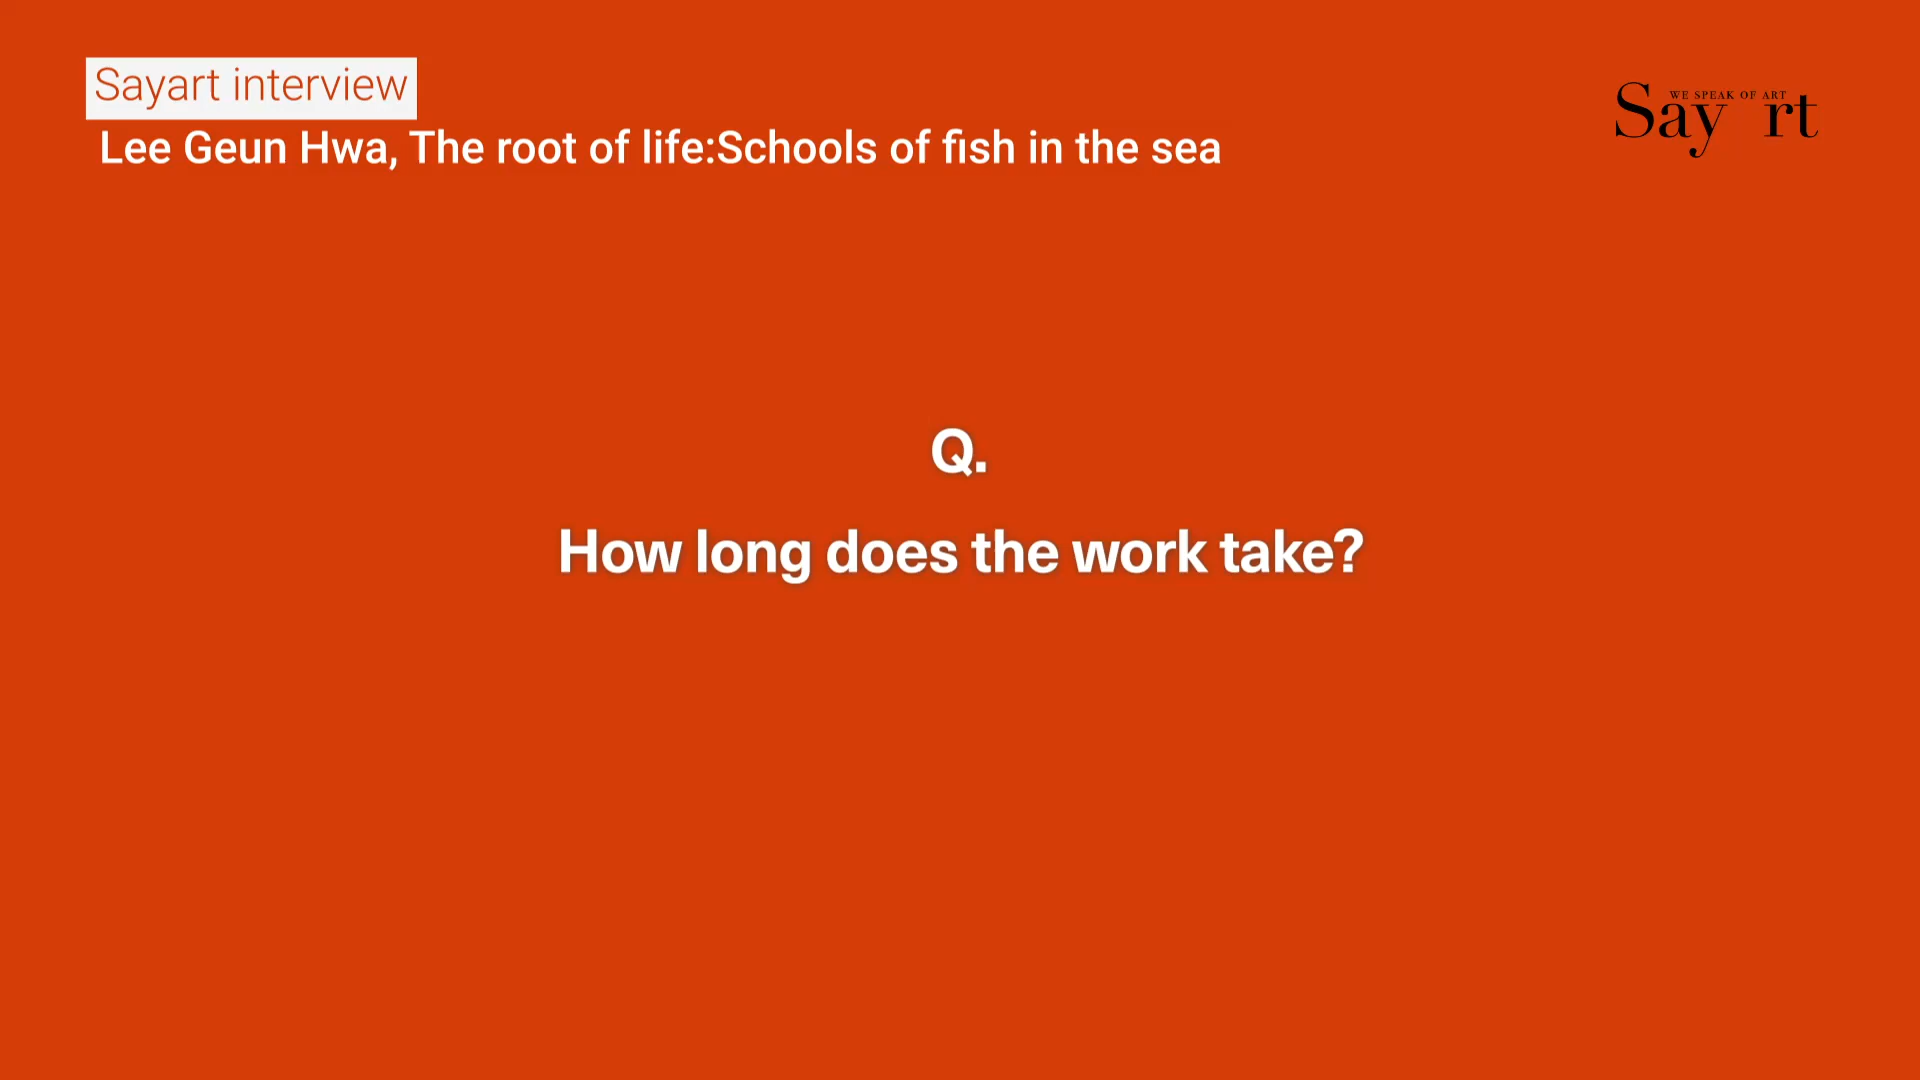 Sayart interview
Lee Geun Hwa, The root of life:Schools of fish in the sea
WE SPEAK OF ART
Say rt
Q.
How long does the work take?